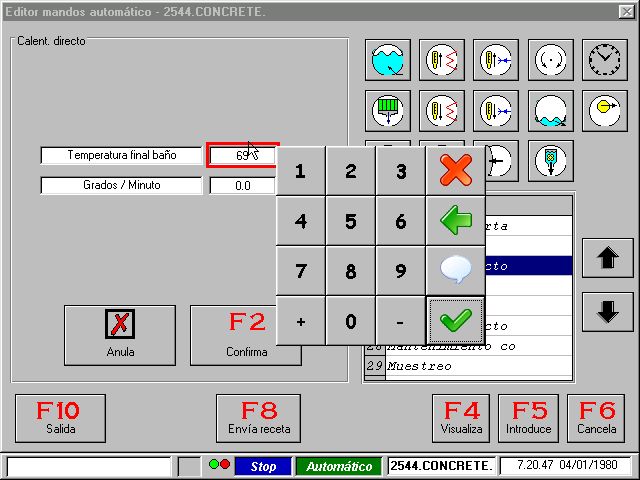 Editor mandos automático - 2544.CONCRETE.
Calent. directo
Temperatura final baño
Grados / Minuto
0.0
1 2 3
4 5 6
7 8 9
+ 0 -
Anula
F2
Confirma
rta
cto
cto
28 Mantenimiento co
29 Muestreo
F10
Salida
F8
Envía receta
F4
Visualiza
F5
Introduce
F6
Cancela
Stop
Automático
2544.CONCRETE.
7.20.47 04/01/1980